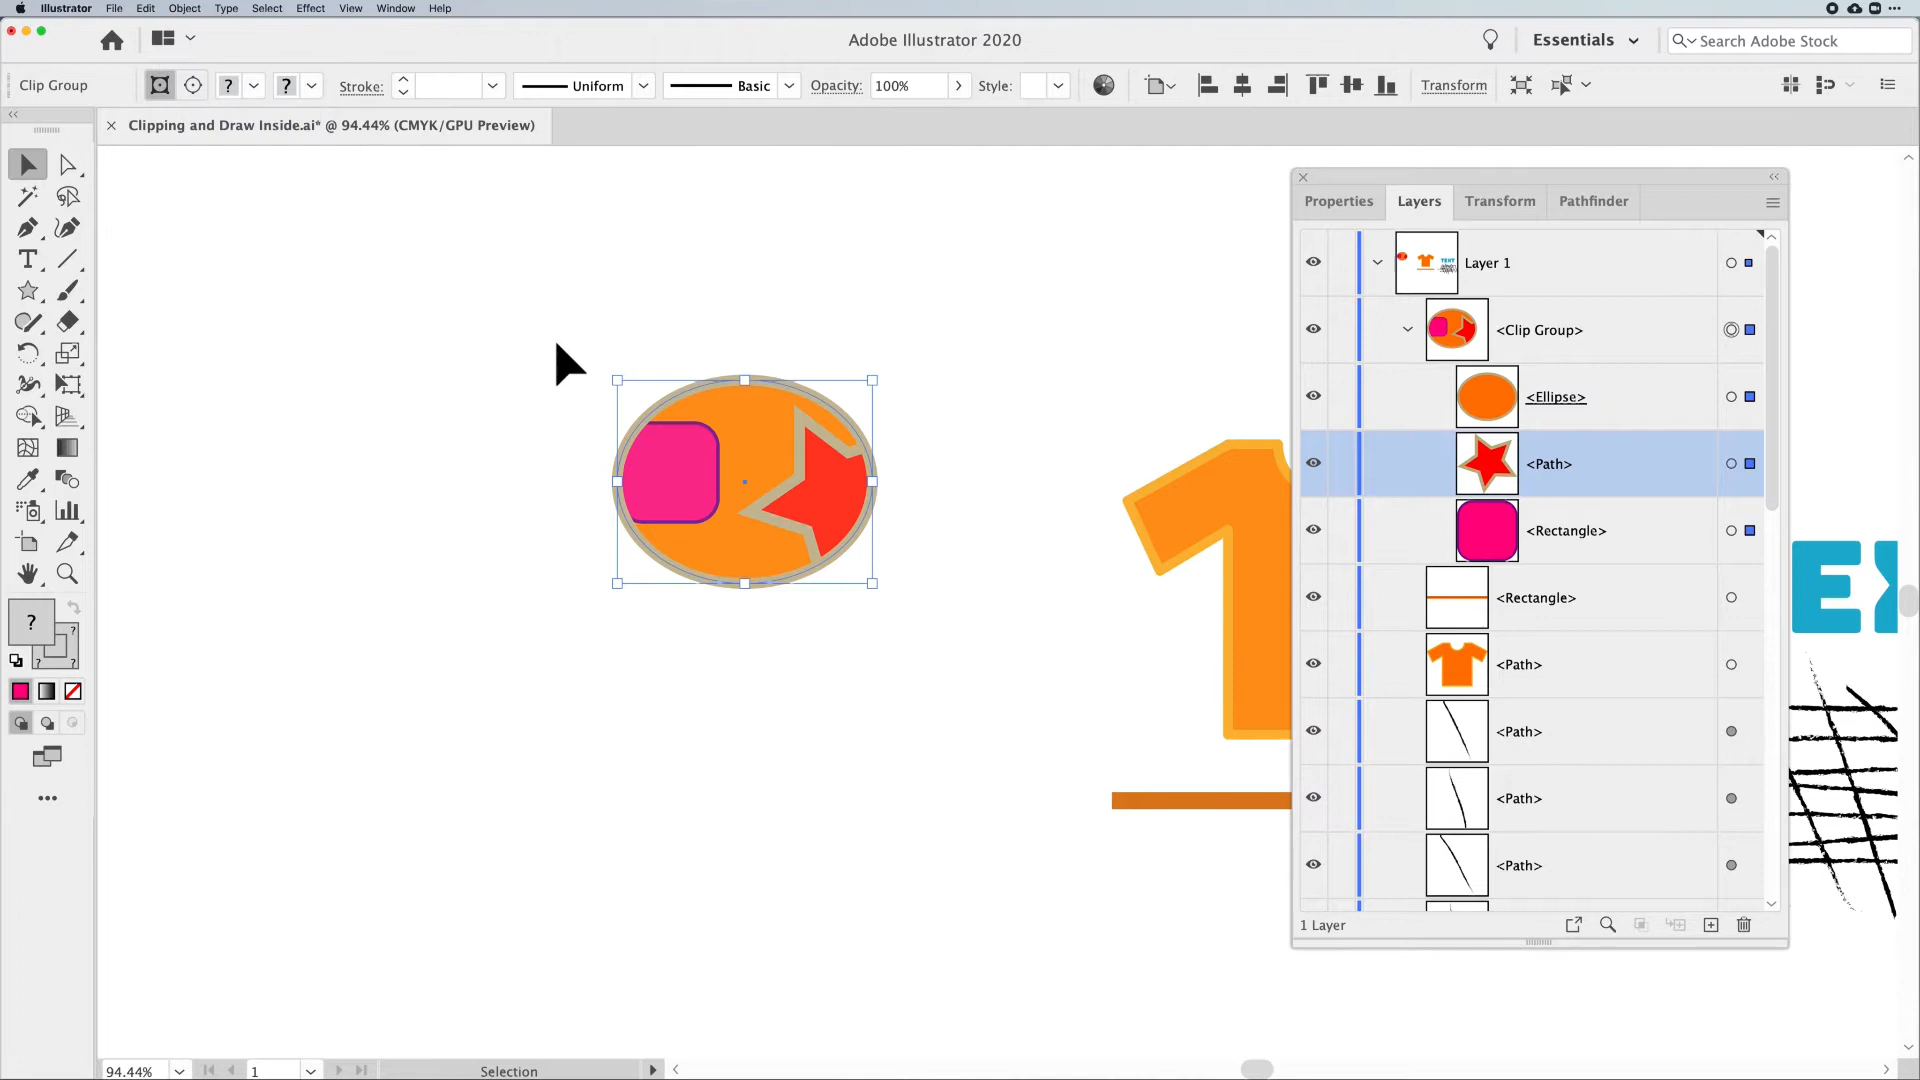 Illustrator File Edit Object Type Select Effect View Window Help
Adobe Illustrator 2020
Essentials
Search Adobe Stock
Clip Group
? ? Stroke: Uniform Basic Opacity: 100% Style: Transform
Clipping and Draw Inside.ai* @ 94.44% (CMYK/GPU Preview)
Properties Layers Transform Pathfinder
Layer 1
<Clip Group>
<Ellipse>
<Path>
<Rectangle>
<Rectangle>
<Path>
<Path>
<Path>
<Path>
EX
T
?
?
? ?
1 Layer
94.44% 1 Selection